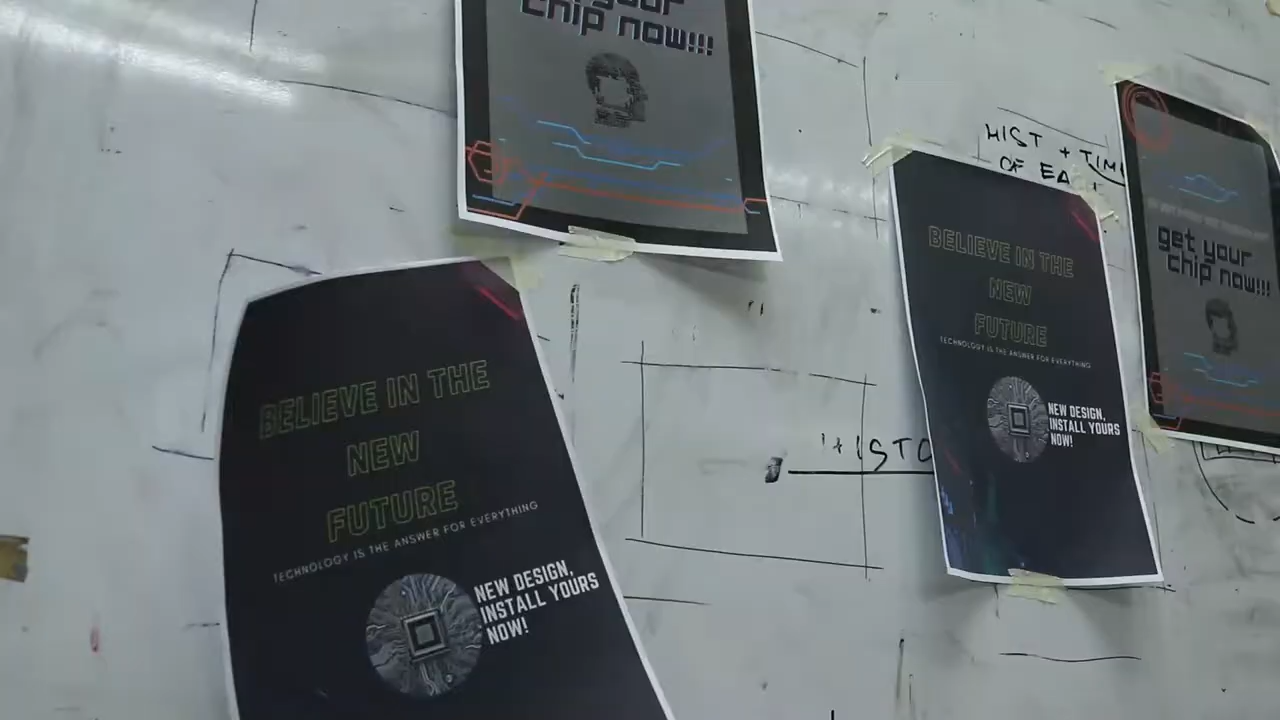 your
chip now!!!
HIST + TIM
OF EA
BELIEVE IN THE
NEW
FUTURE
TECHNOLOGY IS THE ANSWER FOR EVERYTHING
NEW DESIGN,
INSTALL YOURS
NOW!
get your
chip now!!!
HISTO
BELIEVE IN THE
NEW
FUTURE
TECHNOLOGY IS THE ANSWER FOR EVERYTHING
NEW DESIGN,
INSTALL YOURS
NOW!